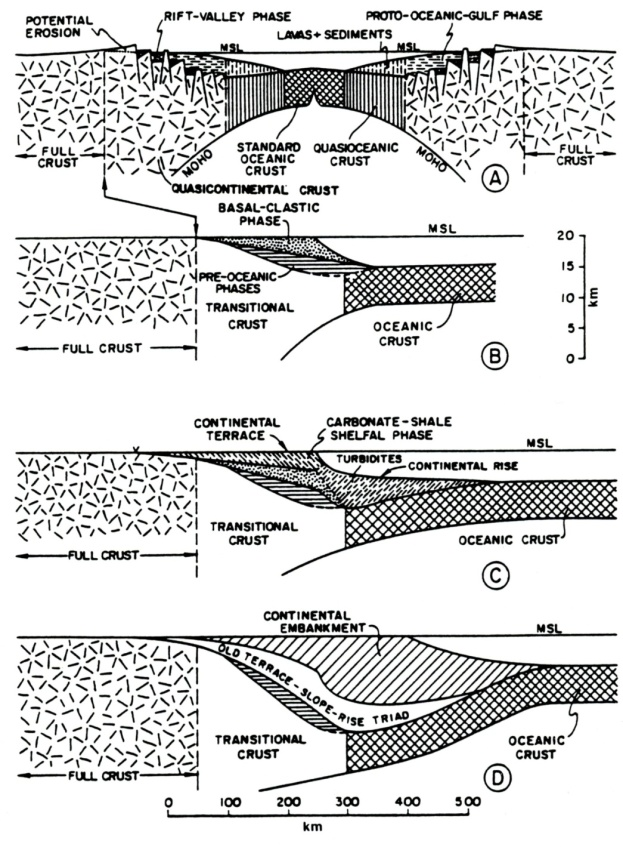 POTENTIAL
EROSION
RIFT-VALLEY PHASE
MSL
LAVAS+ SEDIMENTS
MSL
PROTO-OCEANIC-GULF PHASE
FULL
CRUST
MOHO
STANDARD
OCEANIC
CRUST
QUASIOCEANIC
CRUST
MOHO
FULL
CRUST
QUASICONTINENTAL CRUST
A
BASAL-CLASTIC
PHASE
MSL
PRE-OCEANIC
PHASES
TRANSITIONAL
CRUST
OCEANIC
CRUST
FULL CRUST
B
20
15
10
5
0
km
CONTINENTAL
TERRACE
CARBONATE-SHALE
SHELFAL PHASE
MSL
TURBIDITES
CONTINENTAL RISE
TRANSITIONAL
CRUST
OCEANIC CRUST
FULL CRUST
C
CONTINENTAL
EMBANKMENT
MSL
OLD TERRACE-SLOPE-RISE TRIAD
TRANSITIONAL
CRUST
OCEANIC
CRUST
FULL CRUST
D
0 100 200 300 400 500
km